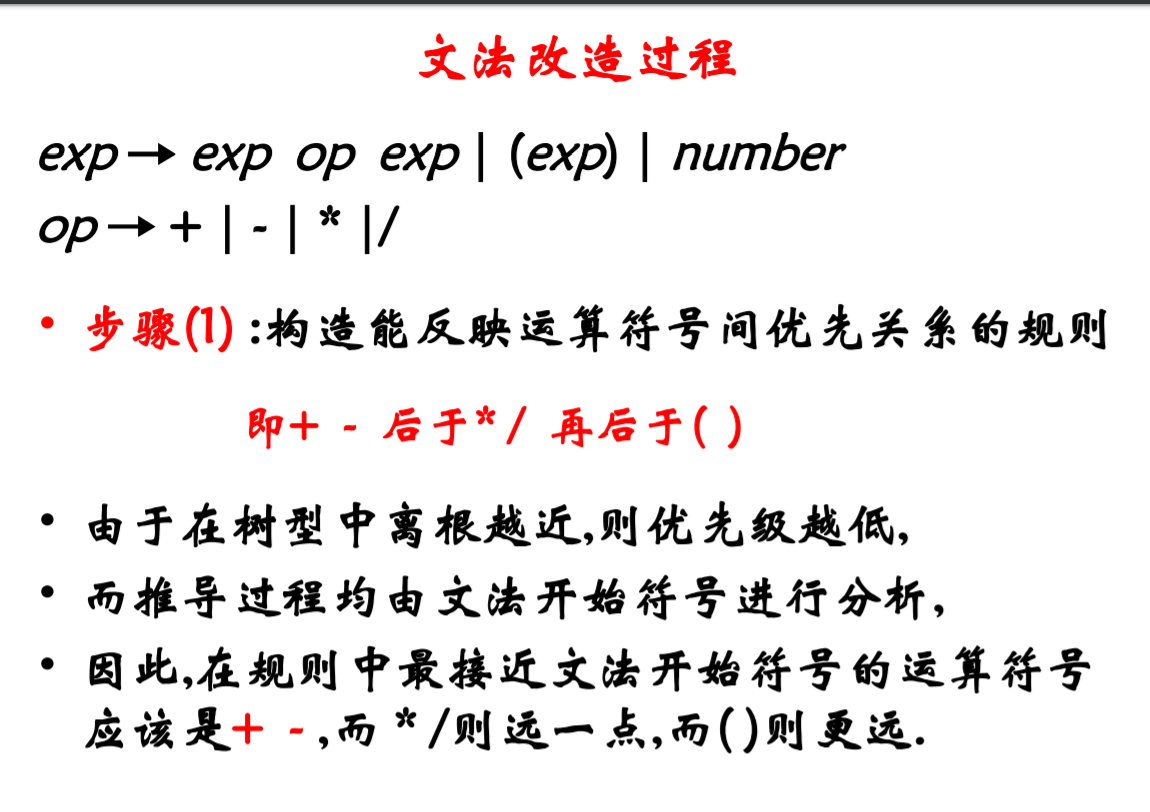 文法改造过程
exp → exp op exp | (exp) | number
op → + | - | * |/
• 步骤(1) :构造能反映运算符号间优先关系的规则
即+ - 后于* / 再后于( )
• 由于在树型中离根越近,则优先级越低,
• 而推导过程均由文法开始符号进行分析,
• 因此,在规则中最接近文法开始符号的运算符号
应该是+ -,而 * /则远一点,而()则更远.